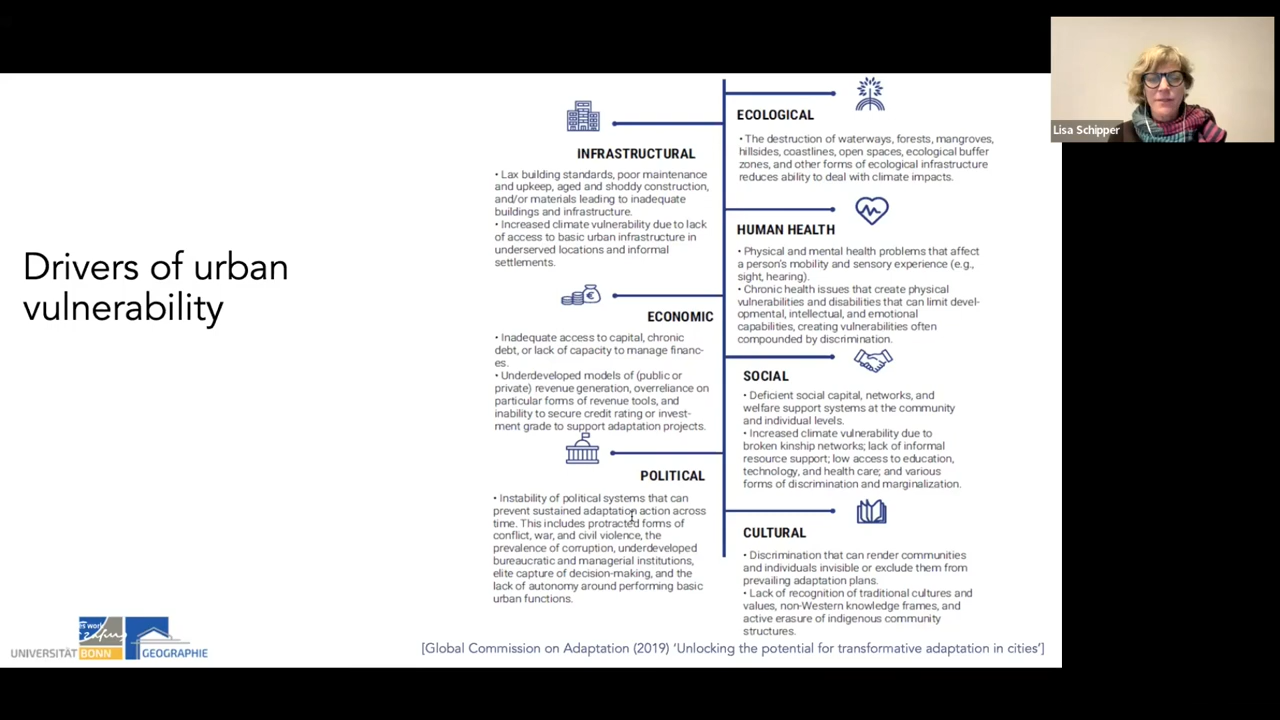 Drivers of urban
vulnerability
INFRASTRUCTURAL
• Lax building standards, poor maintenance
and upkeep, aged and shoddy construction,
and/or materials leading to inadequate
buildings and infrastructure.
• Increased climate vulnerability due to lack
of access to basic urban infrastructure in
underserved locations and informal
settlements.
ECONOMIC
• Inadequate access to capital, chronic
debt, or lack of capacity to manage financ-
es.
• Underdeveloped models of (public or
private) revenue generation, overreliance on
particular forms of revenue tools, and
inability to secure credit rating or invest-
ment grade to support adaptation projects.
POLITICAL
• Instability of political systems that can
prevent sustained adaptation action across
time. This includes protracted forms of
conflict, war, and civil violence, the
prevalence of corruption, underdeveloped
bureaucratic and managerial institutions,
elite capture of decision-making, and the
lack of autonomy around performing basic
urban functions.
ECOLOGICAL
• The destruction of waterways, forests, mangroves,
hillsides, coastlines, open spaces, ecological buffer
zones, and other forms of ecological infrastructure
reduces ability to deal with climate impacts.
HUMAN HEALTH
• Physical and mental health problems that affect
a person's mobility and sensory experience (e.g.,
sight, hearing).
• Chronic health issues that create physical
vulnerabilities and disabilities that can limit devel-
opmental, intellectual, and emotional
capabilities, creating vulnerabilities often
compounded by discrimination.
SOCIAL
• Deficient social capital, networks, and
welfare support systems at the community
and individual levels.
• Increased climate vulnerability due to
broken kinship networks; lack of informal
resource support; low access to education,
technology, and health care; and various
forms of discrimination and marginalization.
CULTURAL
• Discrimination that can render communities
and individuals invisible or exclude them from
prevailing adaptation plans.
• Lack of recognition of traditional cultures and
values, non-Western knowledge frames, and
active erasure of indigenous community
structures.
[Global Commission on Adaptation (2019) 'Unlocking the potential for transformative adaptation in cities']
UNIVERSITÄT BONN GEOGRAPHIE
Lisa Schipper